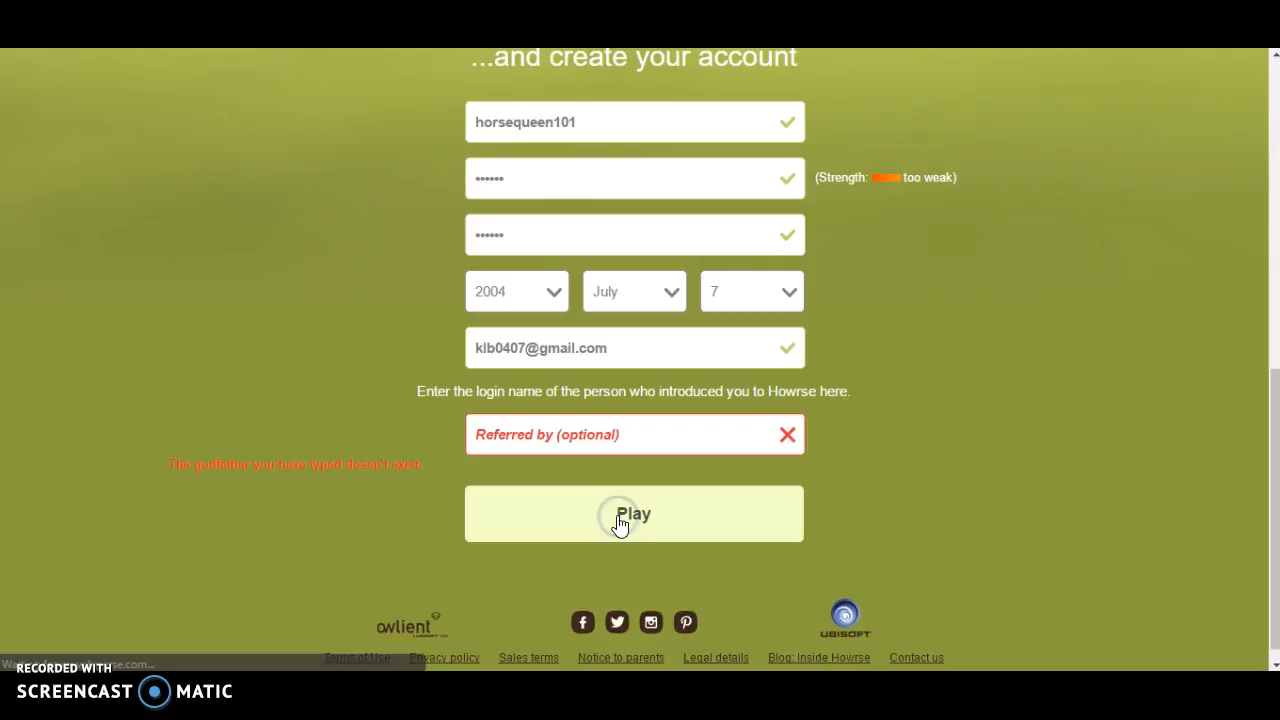 ...and create your account
horsequeen101
•••••• (Strength: too weak)
••••••
2004 July 7
klb0407@gmail.com
Enter the login name of the person who introduced you to Howrse here.
Referred by (optional)
The godfather you have typed doesn't exist.
Play
owlient
UBISOFT
Terms of Use Privacy policy Sales terms Notice to parents Legal details Blog: Inside Howrse Contact us
RECORDED WITH
SCREENCAST MATIC